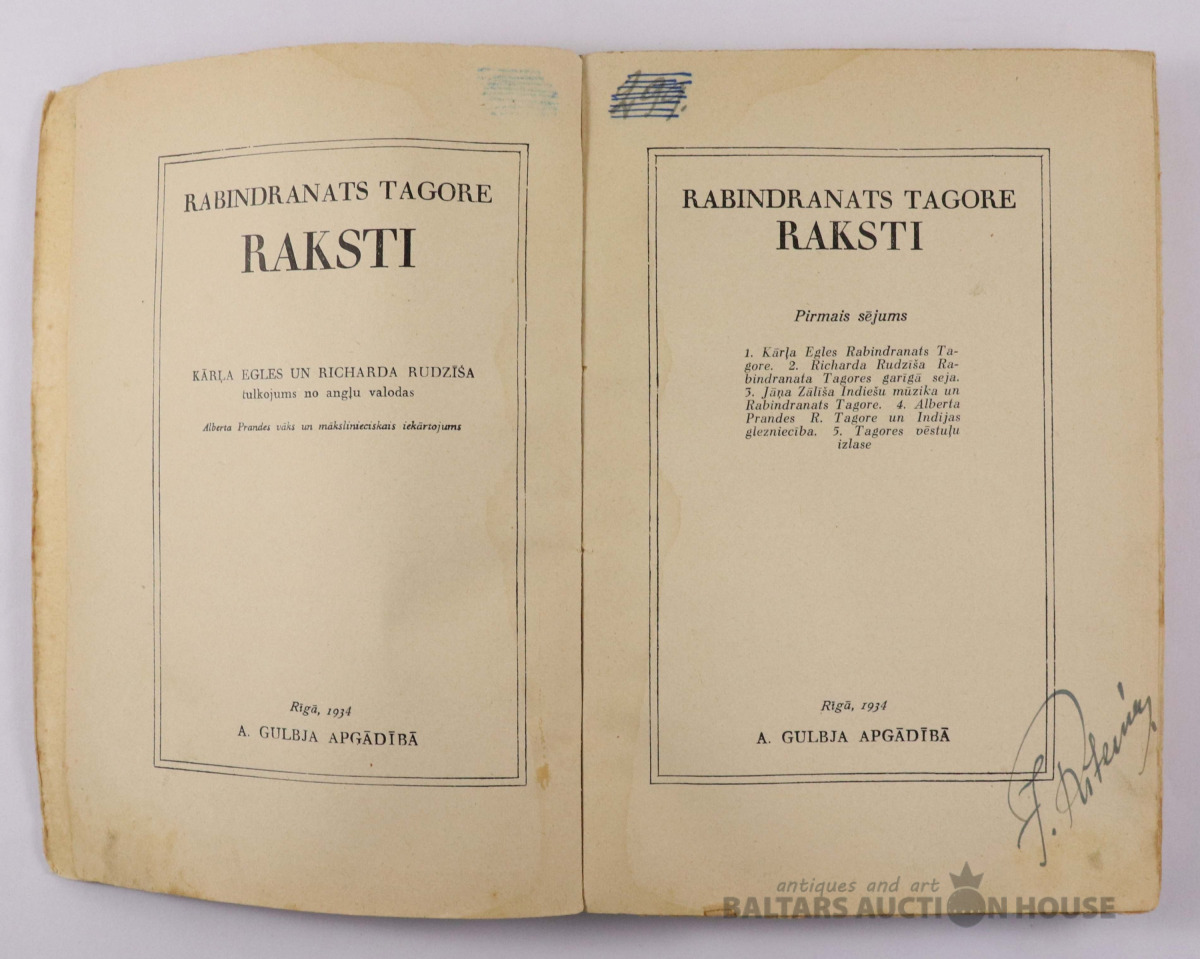 RABINDRANATS TAGORE
RAKSTI
KĀRĻA EGLES UN RICHARDA RUDZĪŠA
tulkojums no angļu valodas
Alberta Prandes vāks un mākslinieciskais iekārtojums
Rīgā, 1934
A. GULBJA APGĀDĪBĀ
RABINDRANATS TAGORE
RAKSTI
Pirmais sējums
1. Kārļa Egles Rabindranats Ta-
gore. 2. Richarda Rudzīša Ra-
bindranata Tagores garīgā seja.
3. Jāņa Zālīša Indiešu mūzika un
Rabindranats Tagore. 4. Alberta
Prandes R. Tagore un Indijas
glezniecība. 5. Tagores vēstuļu
izlase
Rīgā, 1934
A. GULBJA APGĀDĪBĀ
antiques and art
BALTARS AUCTION HOUSE